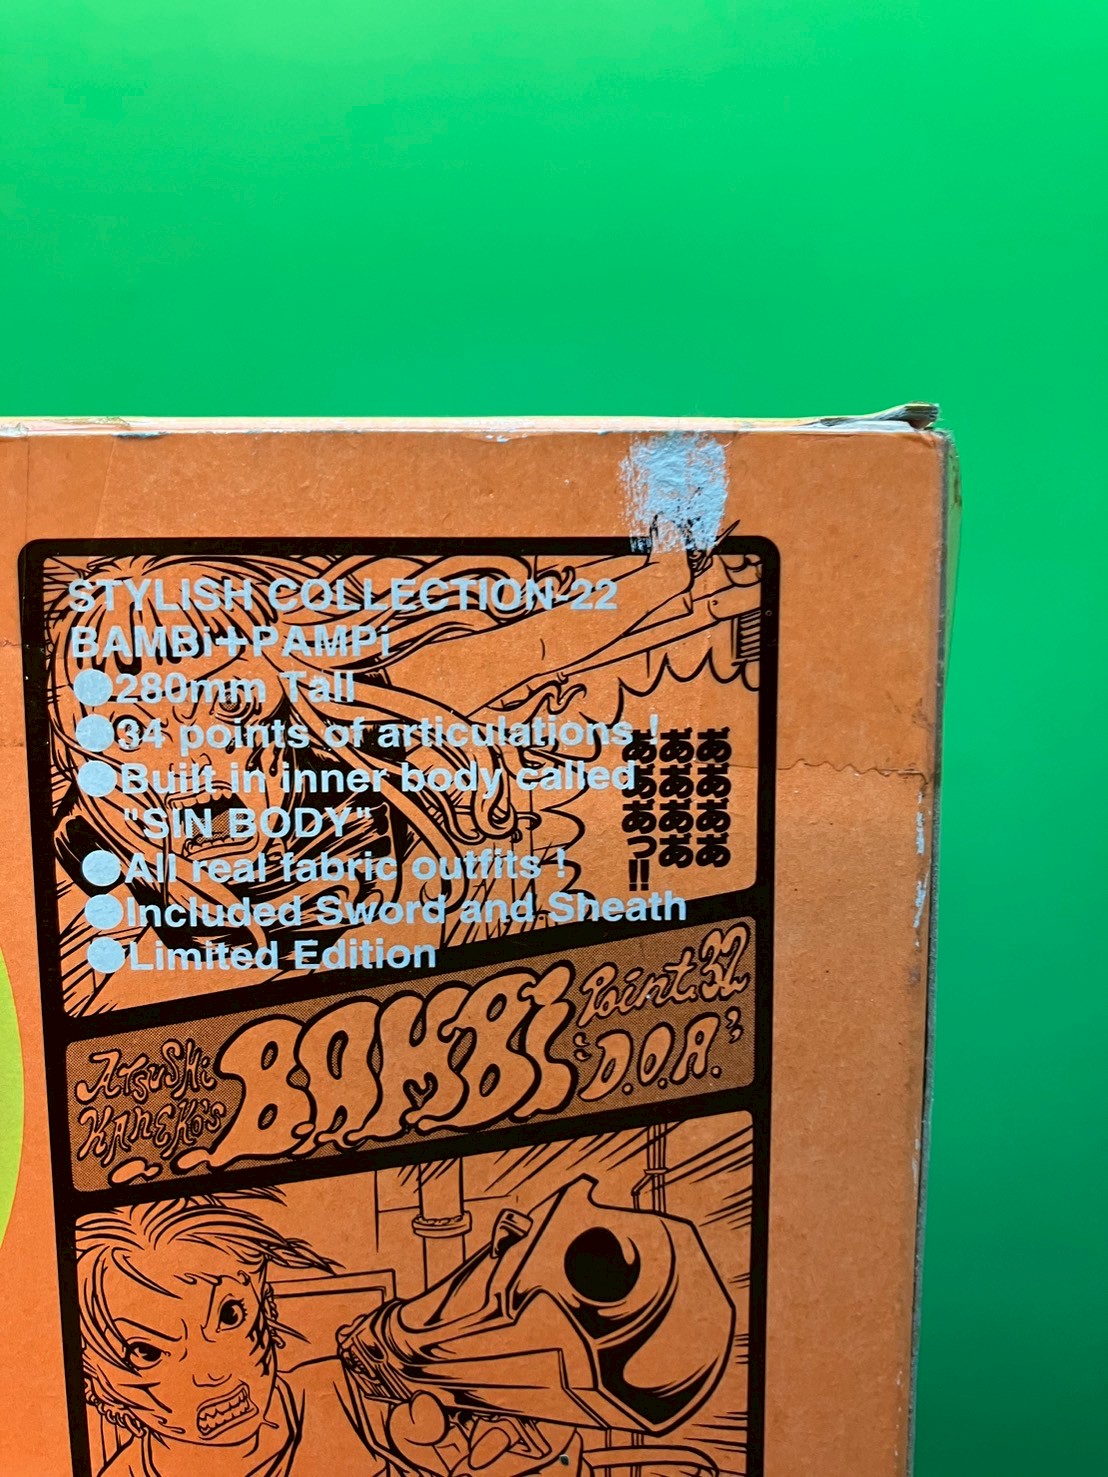 STYLISH COLLECTION-22
BAMBi+PAMPi
●280mm Tall
●34 points of articulations !
●Built in inner body called
"SIN BODY"
●All real fabric outfits !
●Included Sword and Sheath
●Limited Edition
ああああ
ああああ
あああっ!!
ATSUSHi
KANEKO'S
BAMBi
Point.32
"D.O.A."